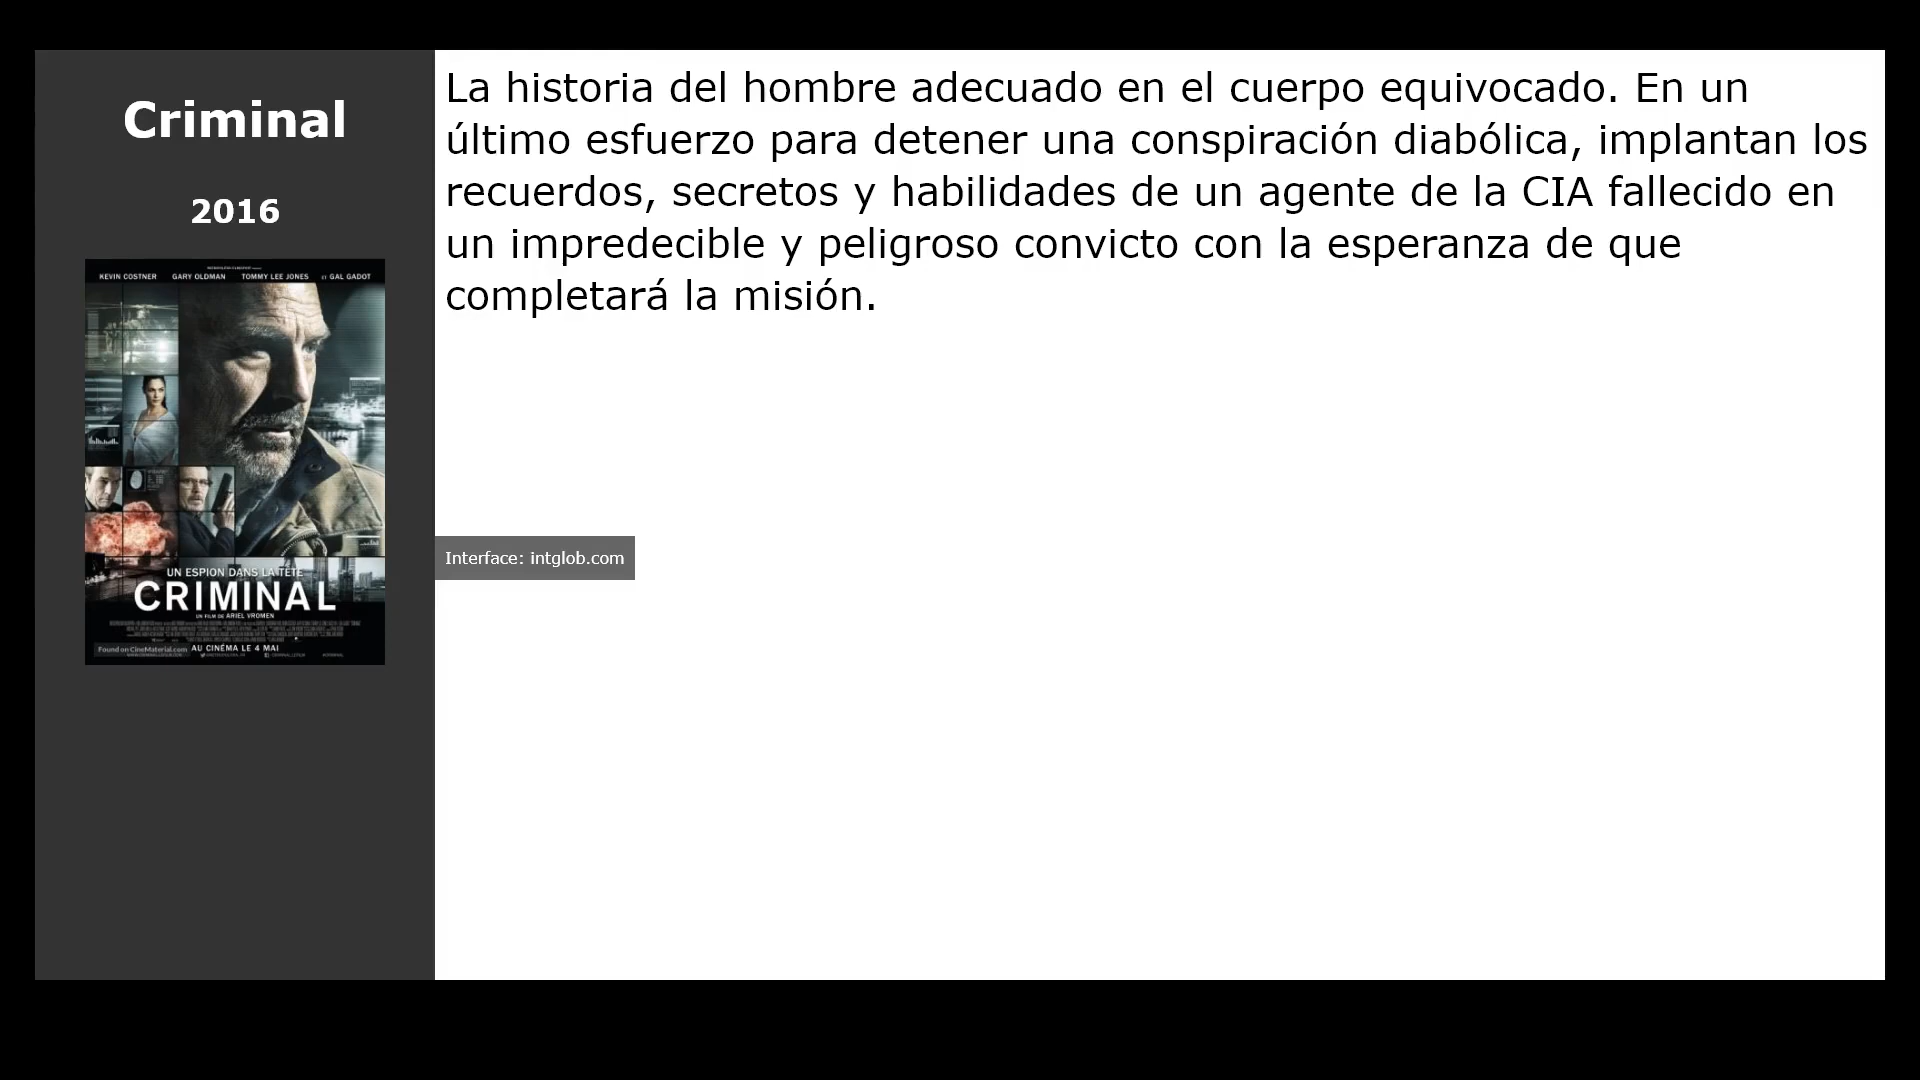 Criminal
2016
KEVIN COSTNER GARY OLDMAN TOMMY LEE JONES ET GAL GADOT
UN ESPION DANS LA TÊTE
CRIMINAL
UN FILM DE ARIEL VROMEN
Found on CineMaterial.com
AU CINÉMA LE 4 MAI
La historia del hombre adecuado en el cuerpo equivocado. En un
último esfuerzo para detener una conspiración diabólica, implantan los
recuerdos, secretos y habilidades de un agente de la CIA fallecido en
un impredecible y peligroso convicto con la esperanza de que
completará la misión.
Interface: intglob.com